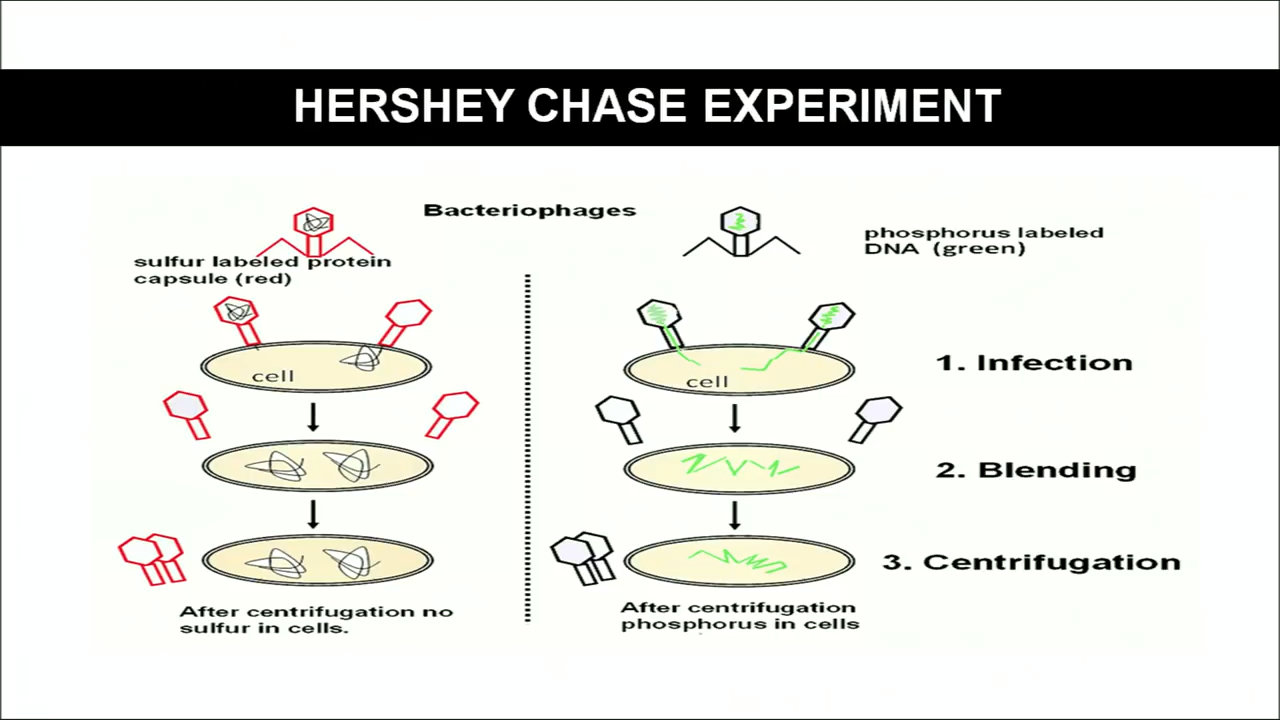 HERSHEY CHASE EXPERIMENT
Bacteriophages
sulfur labeled protein
capsule (red)
phosphorus labeled
DNA (green)
cell
cell
1. Infection
2. Blending
3. Centrifugation
After centrifugation no
sulfur in cells.
After centrifugation
phosphorus in cells